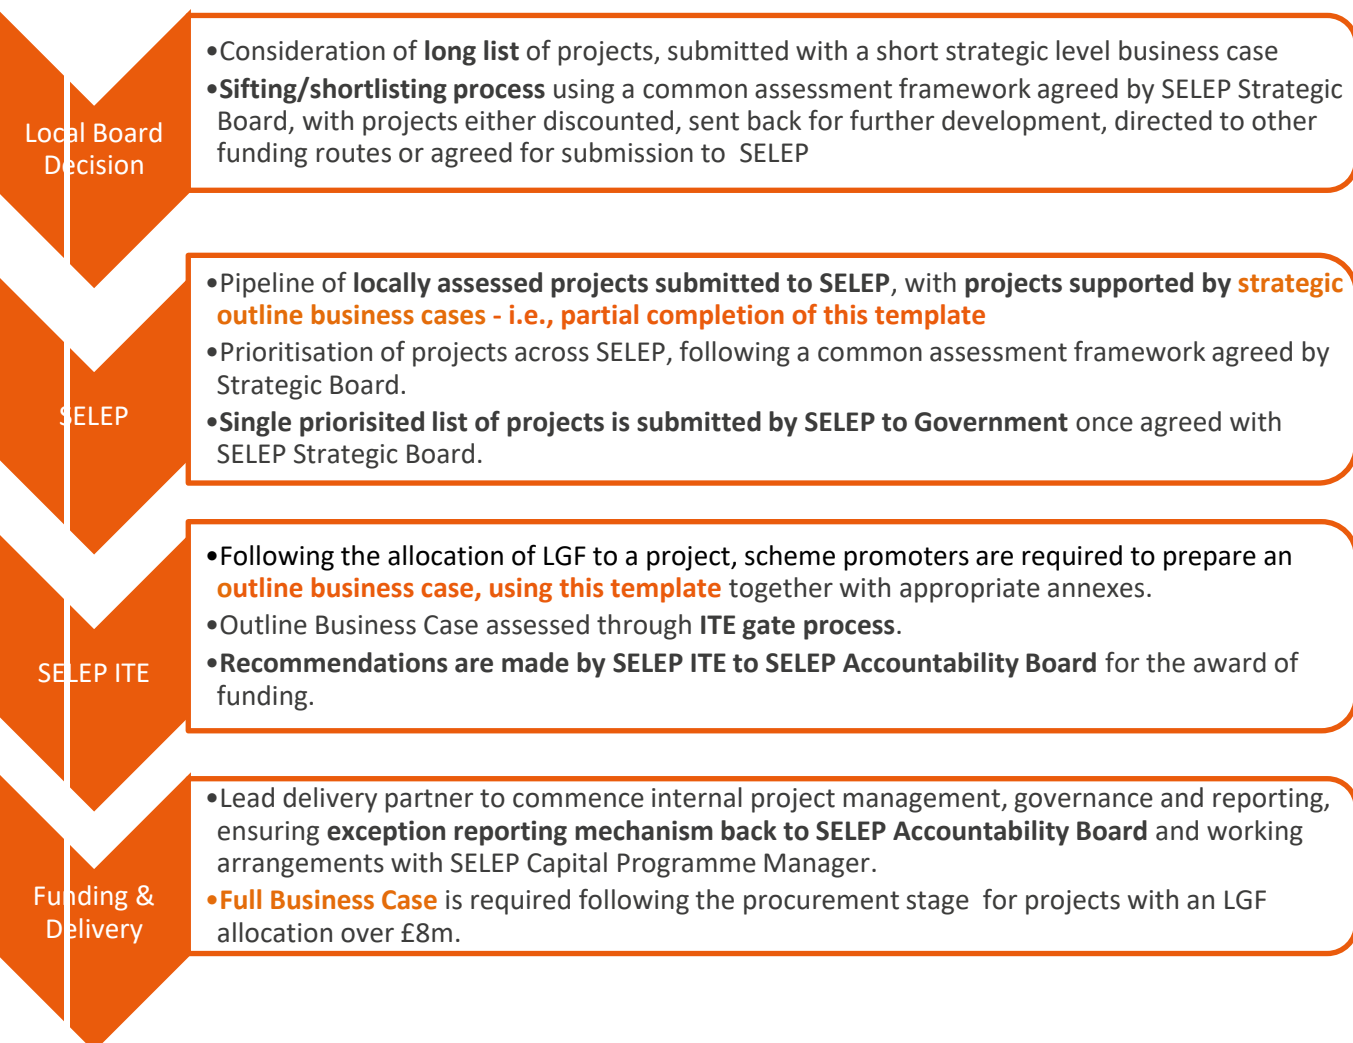 Local Board
Decision
•Consideration of long list of projects, submitted with a short strategic level business case
•Sifting/shortlisting process using a common assessment framework agreed by SELEP Strategic
Board, with projects either discounted, sent back for further development, directed to other
funding routes or agreed for submission to  SELEP
SELEP
•Pipeline of locally assessed projects submitted to SELEP, with projects supported by strategic
outline business cases - i.e., partial completion of this template
•Prioritisation of projects across SELEP, following a common assessment framework agreed by
Strategic Board.
•Single priorisited list of projects is submitted by SELEP to Government once agreed with
SELEP Strategic Board.
SELEP ITE
•Following the allocation of LGF to a project, scheme promoters are required to prepare an
outline business case, using this template together with appropriate annexes.
•Outline Business Case assessed through ITE gate process.
•Recommendations are made by SELEP ITE to SELEP Accountability Board for the award of
funding.
Funding &
Delivery
•Lead delivery partner to commence internal project management, governance and reporting,
ensuring exception reporting mechanism back to SELEP Accountability Board and working
arrangements with SELEP Capital Programme Manager.
•Full Business Case is required following the procurement stage  for projects with an LGF
allocation over £8m.